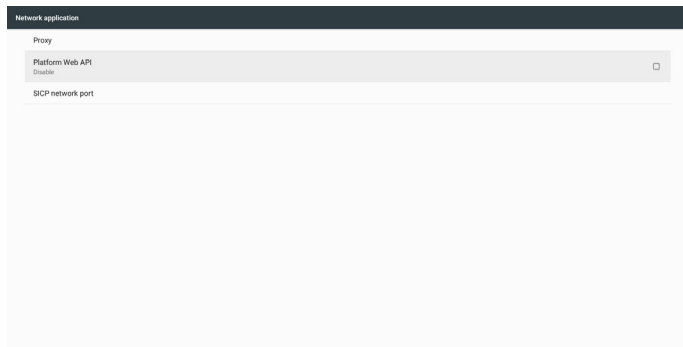 Network application
Proxy
Platform Web API
Disable
SICP network port